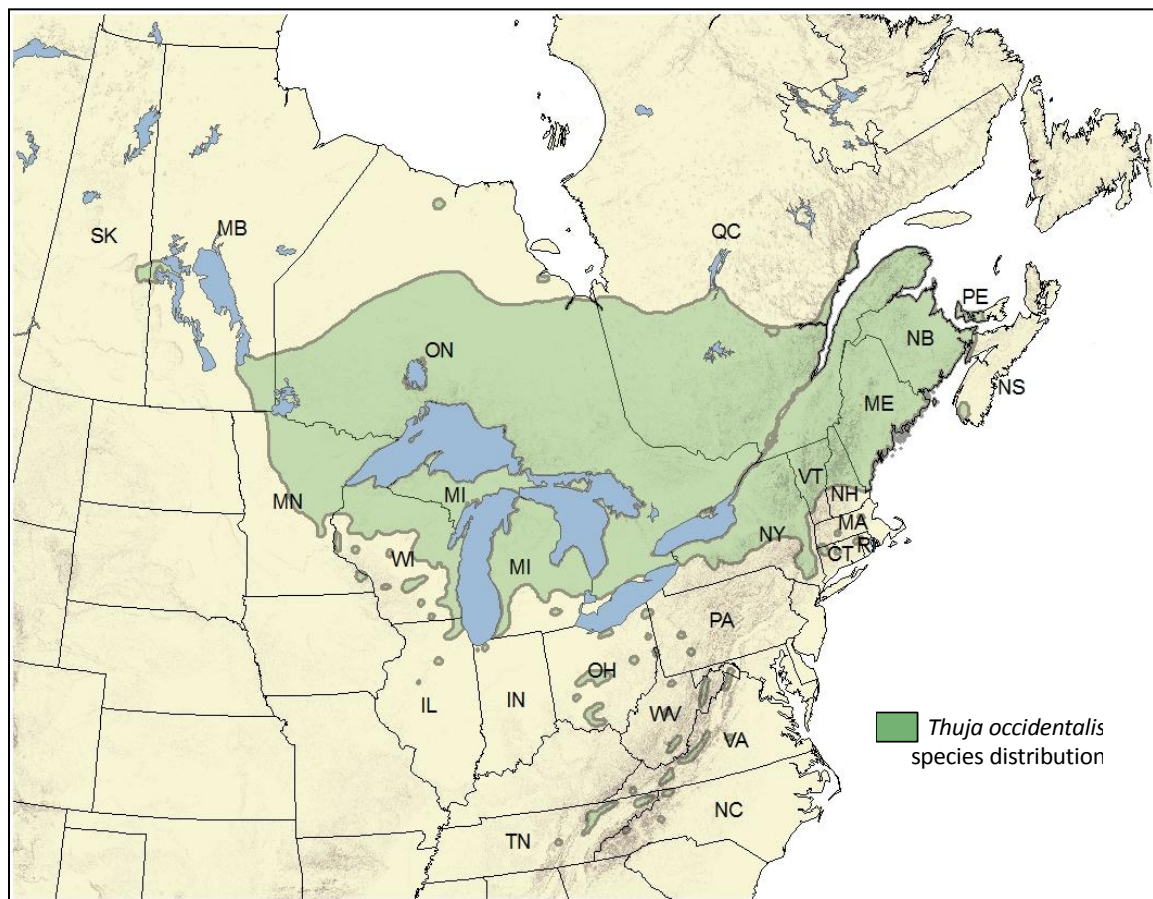 SK
MB
QC
ON
PE
NB
NS
ME
MN
MI
VT
NH
MA
NY
WI
MI
CT
RI
PA
OH
IL
IN
WV
VA
Thuja occidentalis
species distribution
NC
TN